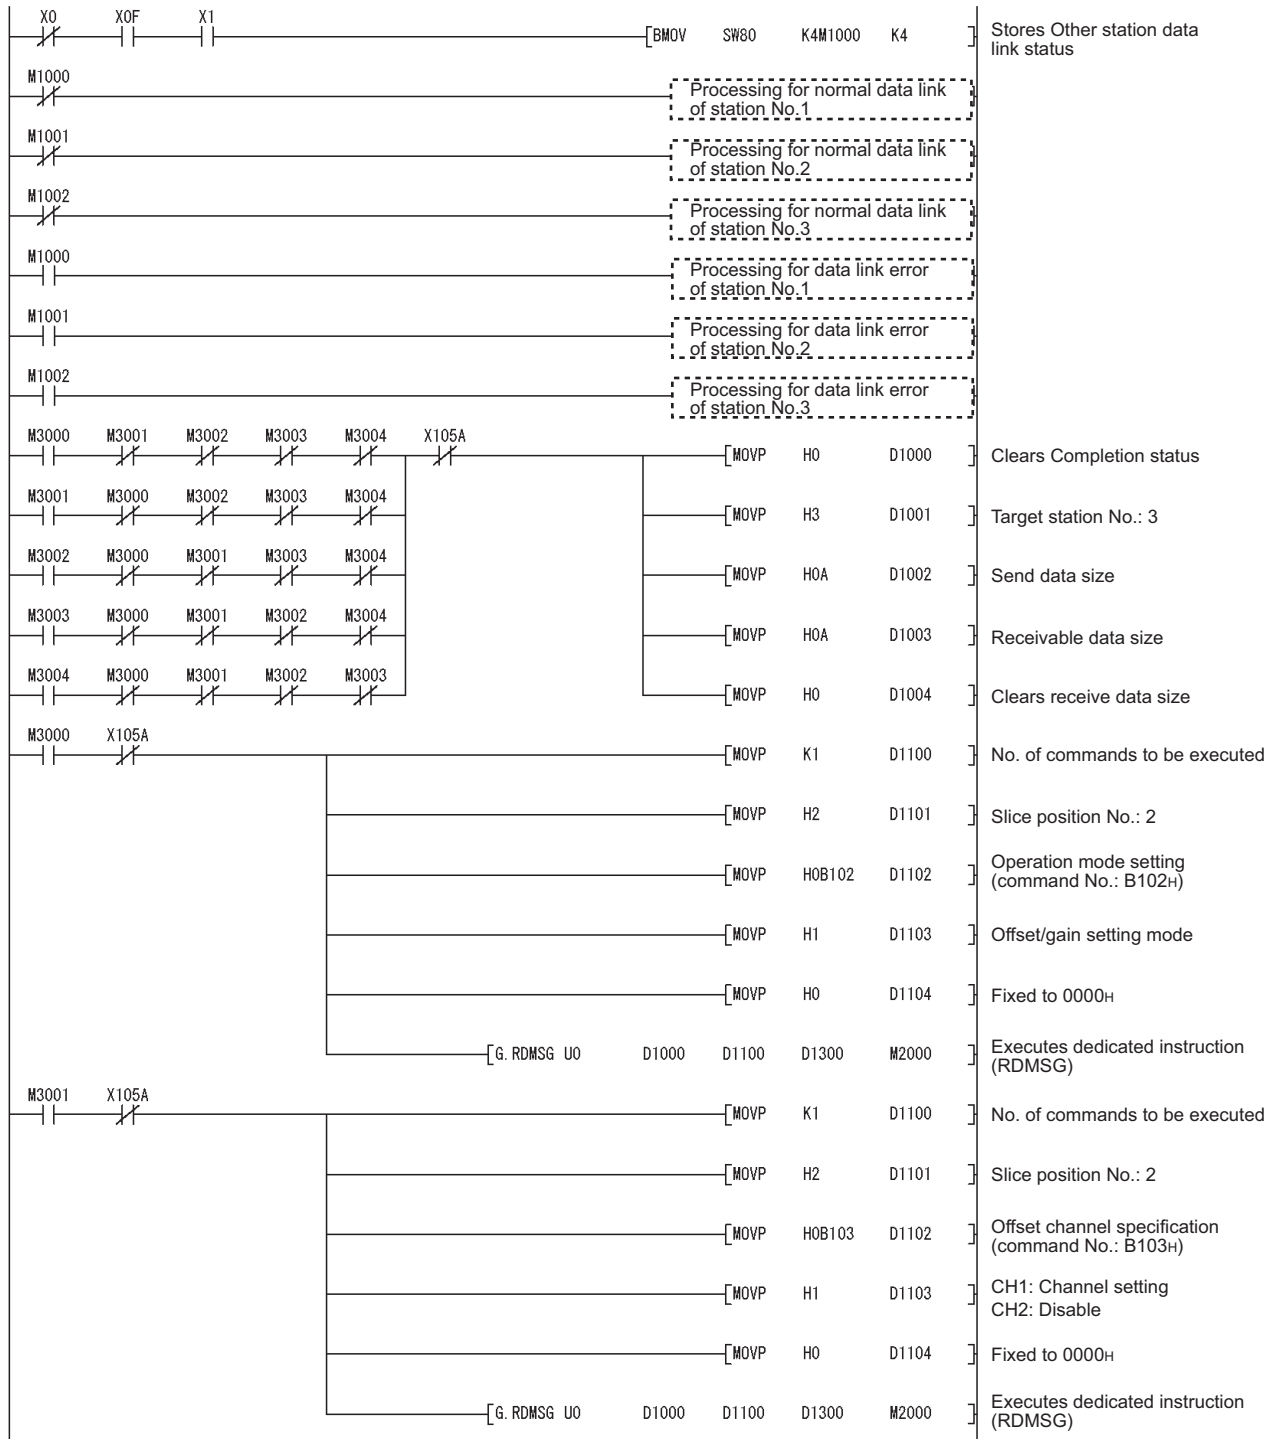 X0 X0F X1
[BMOV SW80 K4M1000 K4 ] Stores Other station data
link status
M1000
Processing for normal data link
of station No.1
M1001
Processing for normal data link
of station No.2
M1002
Processing for normal data link
of station No.3
M1000
Processing for data link error
of station No.1
M1001
Processing for data link error
of station No.2
M1002
Processing for data link error
of station No.3
M3000 M3001 M3002 M3003 M3004 X105A
[MOVP H0 D1000 ] Clears Completion status
M3001 M3000 M3002 M3003 M3004
[MOVP H3 D1001 ] Target station No.: 3
M3002 M3000 M3001 M3003 M3004
[MOVP H0A D1002 ] Send data size
M3003 M3000 M3001 M3002 M3004
[MOVP H0A D1003 ] Receivable data size
M3004 M3000 M3001 M3002 M3003
[MOVP H0 D1004 ] Clears receive data size
M3000 X105A
[MOVP K1 D1100 ] No. of commands to be executed
[MOVP H2 D1101 ] Slice position No.: 2
[MOVP H0B102 D1102 ] Operation mode setting
(command No.: B102H)
[MOVP H1 D1103 ] Offset/gain setting mode
[MOVP H0 D1104 ] Fixed to 0000H
[G.RDMSG U0 D1000 D1100 D1300 M2000 ] Executes dedicated instruction
(RDMSG)
M3001 X105A
[MOVP K1 D1100 ] No. of commands to be executed
[MOVP H2 D1101 ] Slice position No.: 2
[MOVP H0B103 D1102 ] Offset channel specification
(command No.: B103H)
[MOVP H1 D1103 ] CH1: Channel setting
CH2: Disable
[MOVP H0 D1104 ] Fixed to 0000H
[G.RDMSG U0 D1000 D1100 D1300 M2000 ] Executes dedicated instruction
(RDMSG)